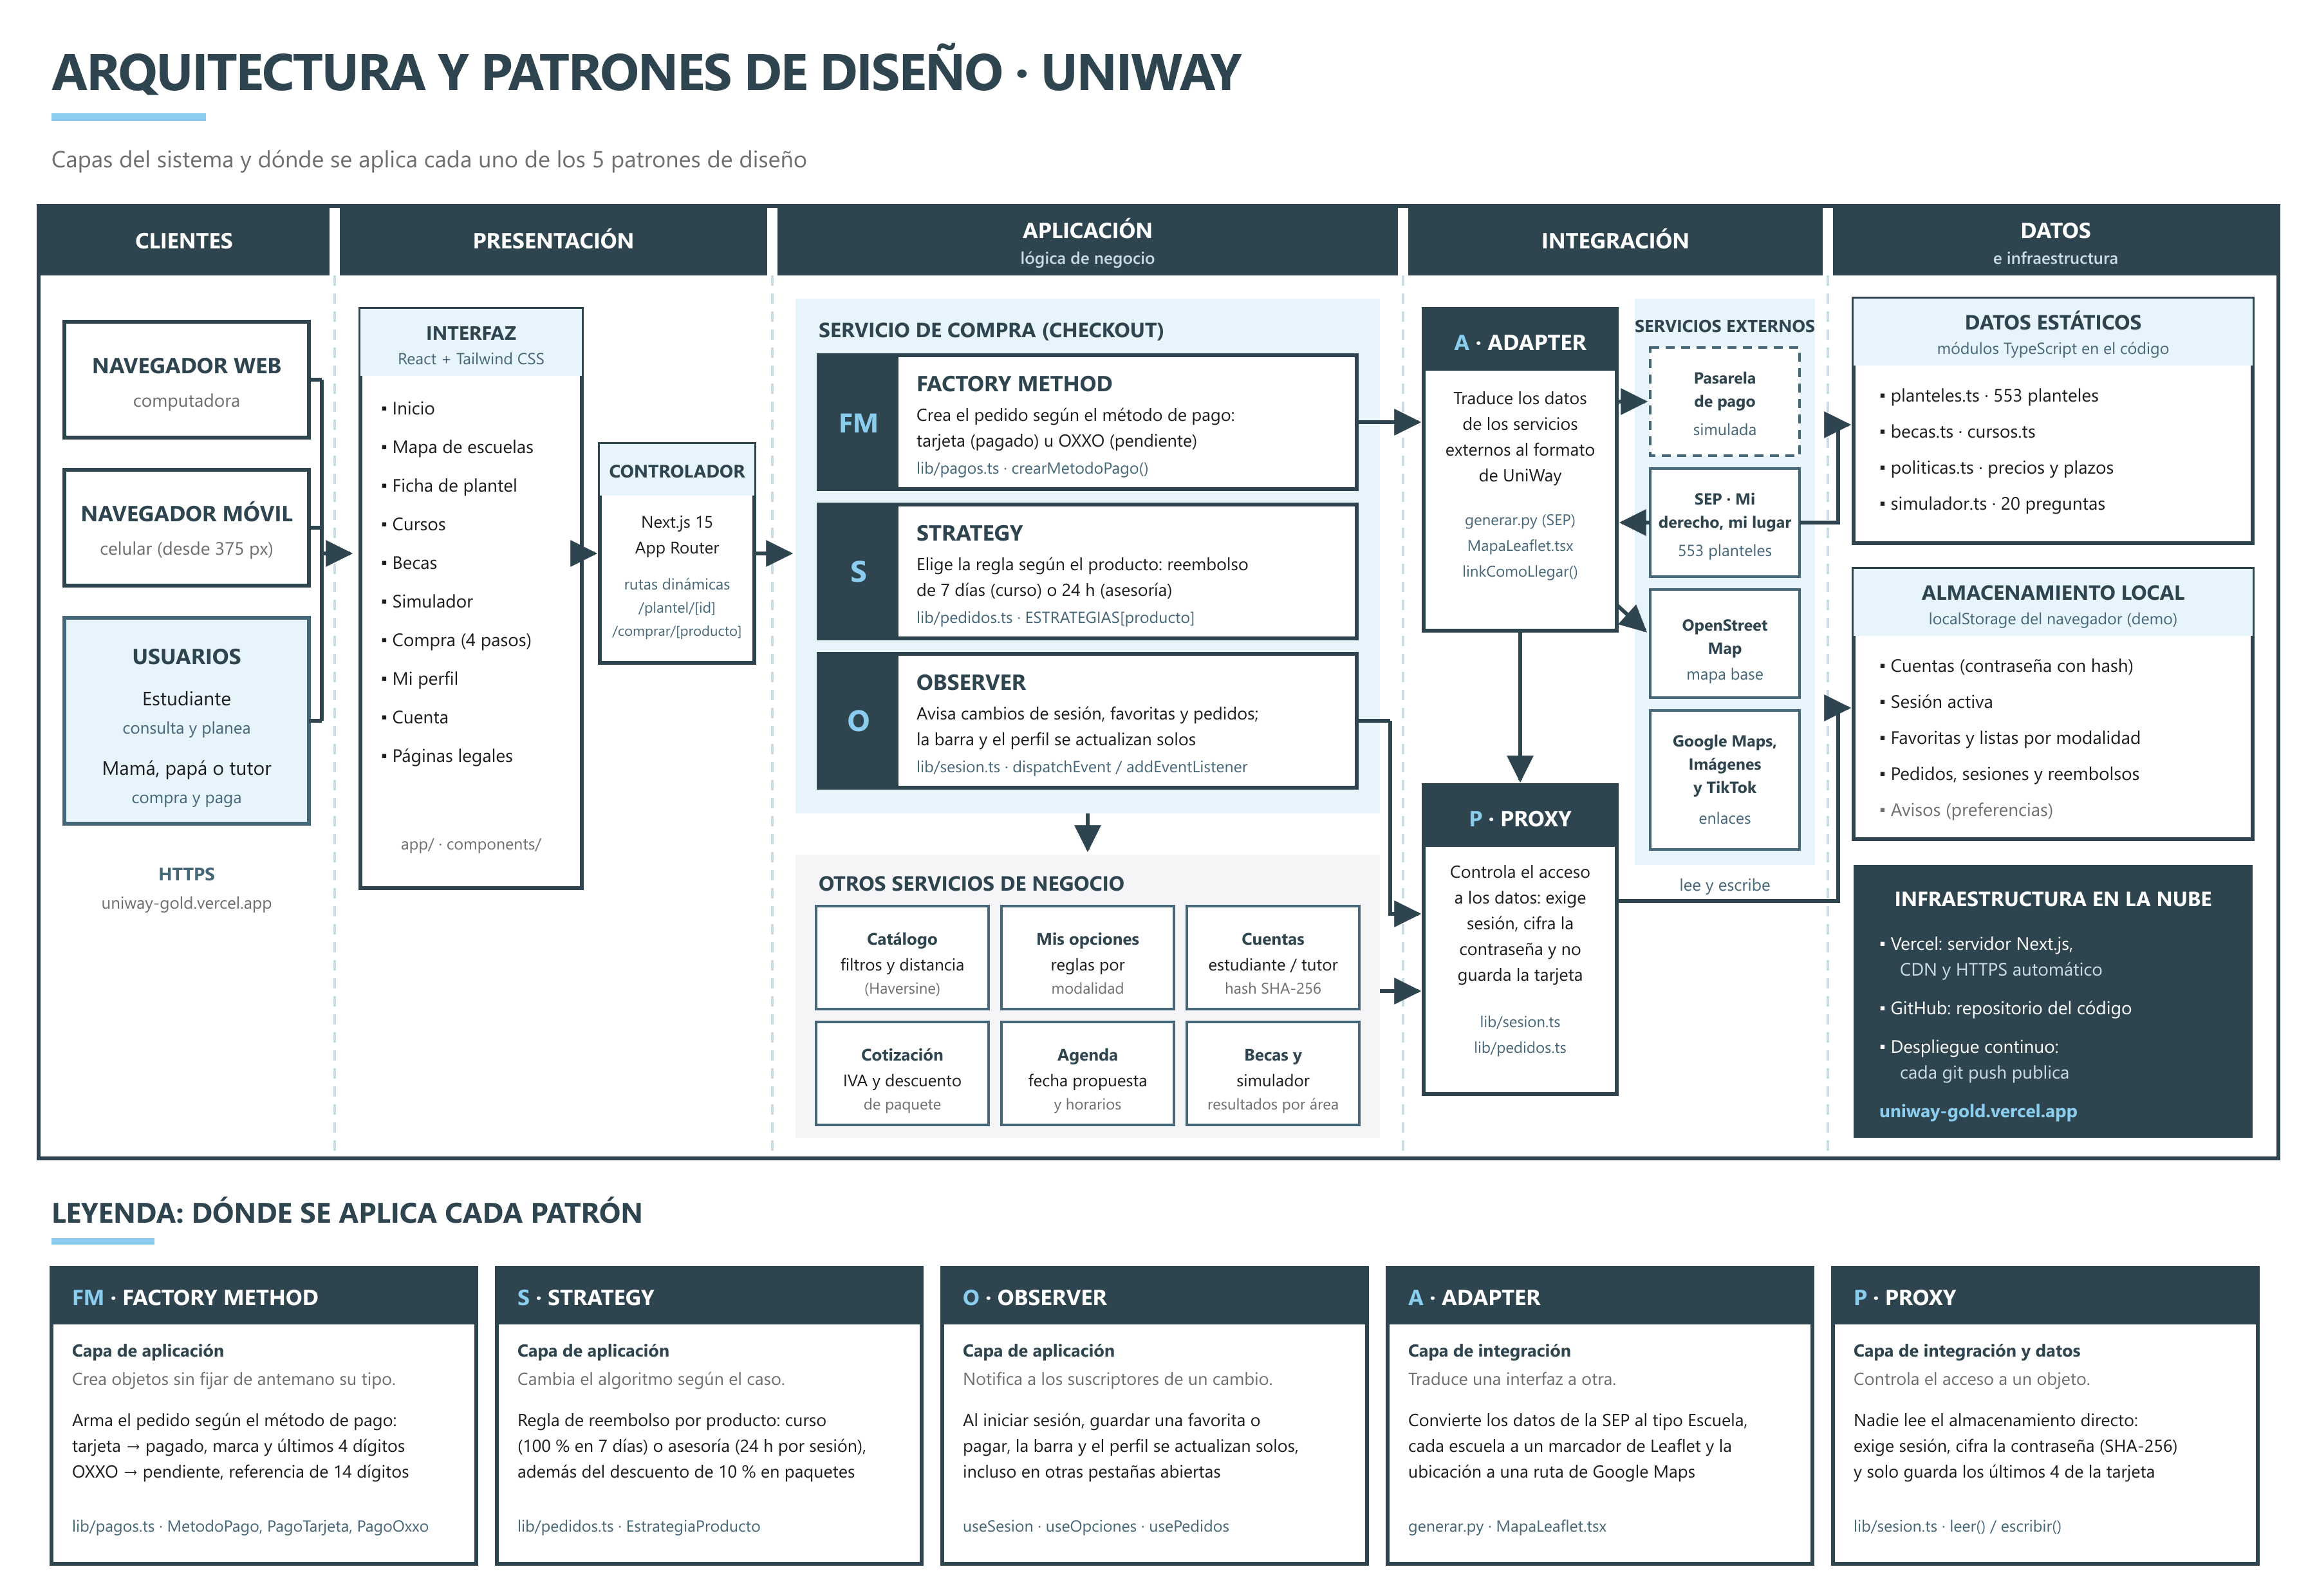 ARQUITECTURA Y PATRONES DE DISEÑO · UNIWAY
Capas del sistema y dónde se aplica cada uno de los 5 patrones de diseño
CLIENTES
NAVEGADOR WEB
computadora
NAVEGADOR MÓVIL
celular (desde 375 px)
USUARIOS
Estudiante
consulta y planea
Mamá, papá o tutor
compra y paga
HTTPS
uniway-gold.vercel.app
PRESENTACIÓN
INTERFAZ
React + Tailwind CSS
▪ Inicio
▪ Mapa de escuelas
▪ Ficha de plantel
▪ Cursos
▪ Becas
▪ Simulador
▪ Compra (4 pasos)
▪ Mi perfil
▪ Cuenta
▪ Páginas legales
app/ · components/
CONTROLADOR
Next.js 15
App Router
rutas dinámicas
/plantel/[id]
/comprar/[producto]
APLICACIÓN
lógica de negocio
SERVICIO DE COMPRA (CHECKOUT)
FM
FACTORY METHOD
Crea el pedido según el método de pago:
tarjeta (pagado) u OXXO (pendiente)
lib/pagos.ts · crearMetodoPago()
S
STRATEGY
Elige la regla según el producto: reembolso
de 7 días (curso) o 24 h (asesoría)
lib/pedidos.ts · ESTRATEGIAS[producto]
O
OBSERVER
Avisa cambios de sesión, favoritas y pedidos;
la barra y el perfil se actualizan solos
lib/sesion.ts · dispatchEvent / addEventListener
OTROS SERVICIOS DE NEGOCIO
Catálogo
filtros y distancia
(Haversine)
Mis opciones
reglas por
modalidad
Cuentas
estudiante / tutor
hash SHA-256
Cotización
IVA y descuento
de paquete
Agenda
fecha propuesta
y horarios
Becas y
simulador
resultados por área
INTEGRACIÓN
A · ADAPTER
Traduce los datos
de los servicios
externos al formato
de UniWay
generar.py (SEP)
MapaLeaflet.tsx
linkComoLlegar()
P · PROXY
Controla el acceso
a los datos: exige
sesión, cifra la
contraseña y no
guarda la tarjeta
lib/sesion.ts
lib/pedidos.ts
SERVICIOS EXTERNOS
Pasarela
de pago
simulada
SEP · Mi
derecho, mi lugar
553 planteles
OpenStreet
Map
mapa base
Google Maps,
Imágenes
y TikTok
enlaces
lee y escribe
DATOS
e infraestructura
DATOS ESTÁTICOS
módulos TypeScript en el código
▪ planteles.ts · 553 planteles
▪ becas.ts · cursos.ts
▪ politicas.ts · precios y plazos
▪ simulador.ts · 20 preguntas
ALMACENAMIENTO LOCAL
localStorage del navegador (demo)
▪ Cuentas (contraseña con hash)
▪ Sesión activa
▪ Favoritas y listas por modalidad
▪ Pedidos, sesiones y reembolsos
▪ Avisos (preferencias)
INFRAESTRUCTURA EN LA NUBE
▪ Vercel: servidor Next.js,
CDN y HTTPS automático
▪ GitHub: repositorio del código
▪ Despliegue continuo:
cada git push publica
uniway-gold.vercel.app
LEYENDA: DÓNDE SE APLICA CADA PATRÓN
FM · FACTORY METHOD
Capa de aplicación
Crea objetos sin fijar de antemano su tipo.
Arma el pedido según el método de pago:
tarjeta → pagado, marca y últimos 4 dígitos
OXXO → pendiente, referencia de 14 dígitos
lib/pagos.ts · MetodoPago, PagoTarjeta, PagoOxxo
S · STRATEGY
Capa de aplicación
Cambia el algoritmo según el caso.
Regla de reembolso por producto: curso
(100 % en 7 días) o asesoría (24 h por sesión),
además del descuento de 10 % en paquetes
lib/pedidos.ts · EstrategiaProducto
O · OBSERVER
Capa de aplicación
Notifica a los suscriptores de un cambio.
Al iniciar sesión, guardar una favorita o
pagar, la barra y el perfil se actualizan solos,
incluso en otras pestañas abiertas
useSesion · useOpciones · usePedidos
A · ADAPTER
Capa de integración
Traduce una interfaz a otra.
Convierte los datos de la SEP al tipo Escuela,
cada escuela a un marcador de Leaflet y la
ubicación a una ruta de Google Maps
generar.py · MapaLeaflet.tsx
P · PROXY
Capa de integración y datos
Controla el acceso a un objeto.
Nadie lee el almacenamiento directo:
exige sesión, cifra la contraseña (SHA-256)
y solo guarda los últimos 4 de la tarjeta
lib/sesion.ts · leer() / escribir()